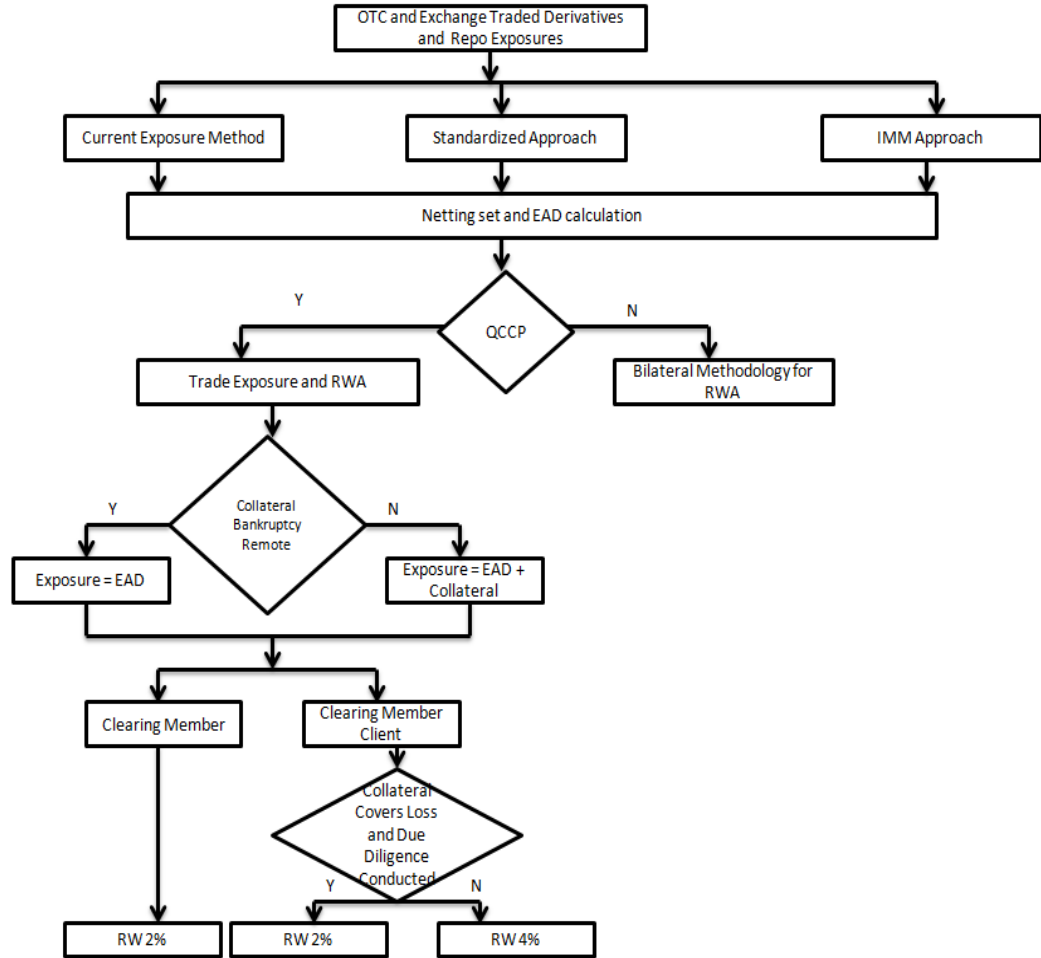 OTC and Exchange Traded Derivatives
and Repo Exposures
Current Exposure Method
Standardized Approach
IMM Approach
Netting set and EAD calculation
Y
QCCP
N
Trade Exposure and RWA
Bilateral Methodology for
RWA
Y
Collateral
Bankruptcy
Remote
N
Exposure = EAD
Exposure = EAD +
Collateral
Clearing Member
Clearing Member
Client
Collateral
Covers Loss
and Due
Diligence
Conducted
Y
N
RW 2%
RW 2%
RW 4%